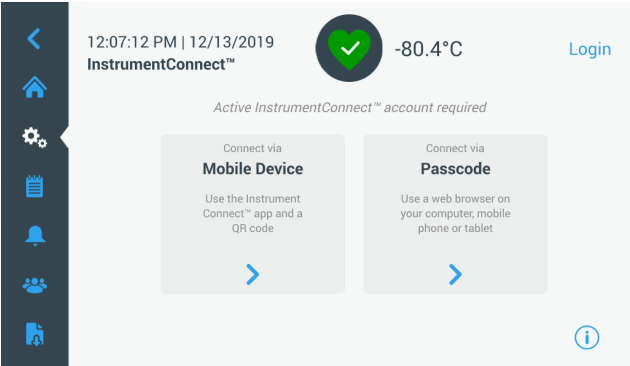 12:07:12 PM | 12/13/2019
InstrumentConnect™
-80.4°C
Login
Active InstrumentConnect™ account required
Connect via
Mobile Device
Use the Instrument
Connect™ app and a
QR code
Connect via
Passcode
Use a web browser on
your computer, mobile
phone or tablet